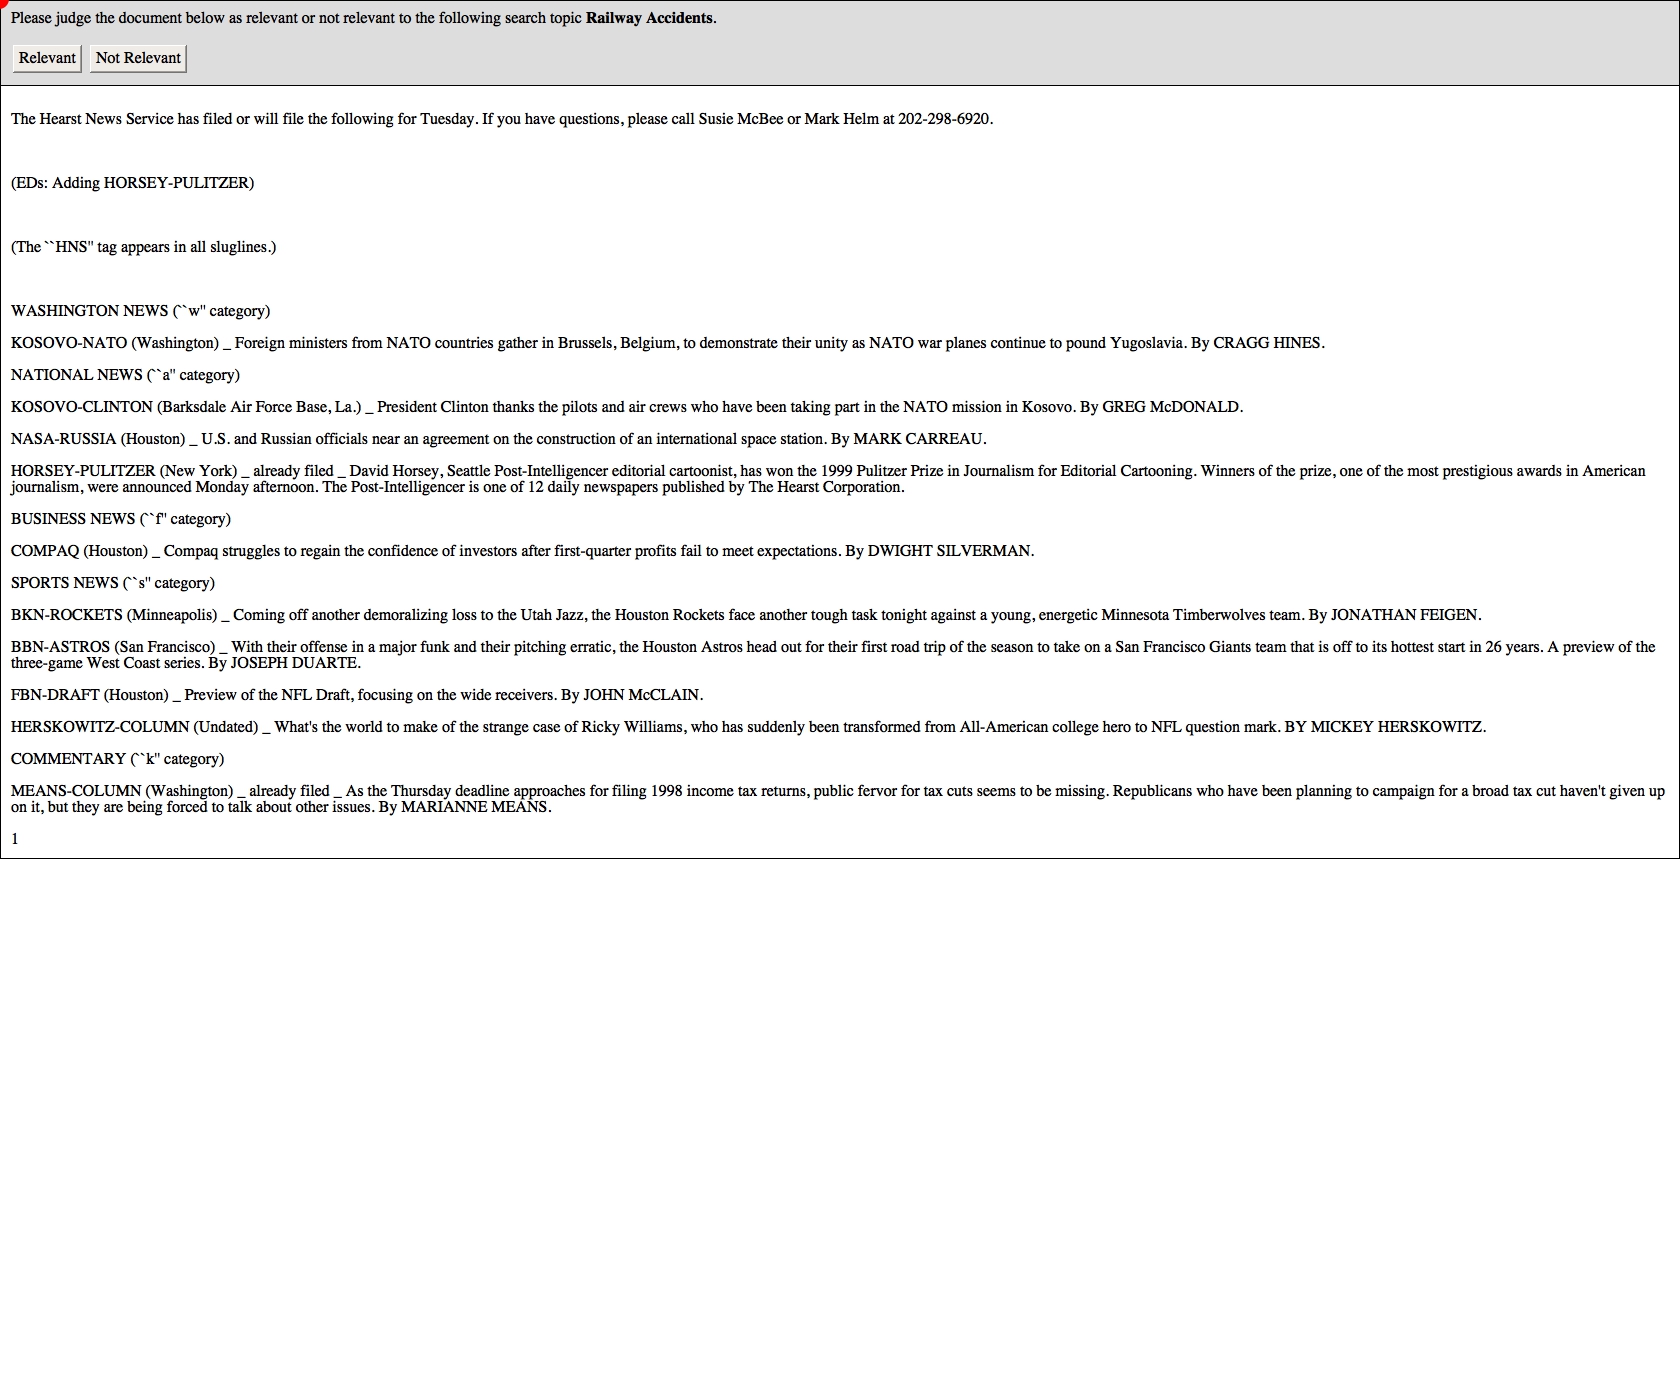 Please judge the document below as relevant or not relevant to the following search topic Railway Accidents.
Relevant Not Relevant
The Hearst News Service has filed or will file the following for Tuesday. If you have questions, please call Susie McBee or Mark Helm at 202-298-6920.
(EDs: Adding HORSEY-PULITZER)
(The ``HNS'' tag appears in all sluglines.)
WASHINGTON NEWS (``w'' category)
KOSOVO-NATO (Washington) _ Foreign ministers from NATO countries gather in Brussels, Belgium, to demonstrate their unity as NATO war planes continue to pound Yugoslavia. By CRAGG HINES.
NATIONAL NEWS (``a'' category)
KOSOVO-CLINTON (Barksdale Air Force Base, La.) _ President Clinton thanks the pilots and air crews who have been taking part in the NATO mission in Kosovo. By GREG McDONALD.
NASA-RUSSIA (Houston) _ U.S. and Russian officials near an agreement on the construction of an international space station. By MARK CARREAU.
HORSEY-PULITZER (New York) _ already filed _ David Horsey, Seattle Post-Intelligencer editorial cartoonist, has won the 1999 Pulitzer Prize in Journalism for Editorial Cartooning. Winners of the prize, one of the most prestigious awards in American
journalism, were announced Monday afternoon. The Post-Intelligencer is one of 12 daily newspapers published by The Hearst Corporation.
BUSINESS NEWS (``f'' category)
COMPAQ (Houston) _ Compaq struggles to regain the confidence of investors after first-quarter profits fail to meet expectations. By DWIGHT SILVERMAN.
SPORTS NEWS (``s'' category)
BKN-ROCKETS (Minneapolis) _ Coming off another demoralizing loss to the Utah Jazz, the Houston Rockets face another tough task tonight against a young, energetic Minnesota Timberwolves team. By JONATHAN FEIGEN.
BBN-ASTROS (San Francisco) _ With their offense in a major funk and their pitching erratic, the Houston Astros head out for their first road trip of the season to take on a San Francisco Giants team that is off to its hottest start in 26 years. A preview of the
three-game West Coast series. By JOSEPH DUARTE.
FBN-DRAFT (Houston) _ Preview of the NFL Draft, focusing on the wide receivers. By JOHN McCLAIN.
HERSKOWITZ-COLUMN (Undated) _ What's the world to make of the strange case of Ricky Williams, who has suddenly been transformed from All-American college hero to NFL question mark. BY MICKEY HERSKOWITZ.
COMMENTARY (``k'' category)
MEANS-COLUMN (Washington) _ already filed _ As the Thursday deadline approaches for filing 1998 income tax returns, public fervor for tax cuts seems to be missing. Republicans who have been planning to campaign for a broad tax cut haven't given up
on it, but they are being forced to talk about other issues. By MARIANNE MEANS.
1